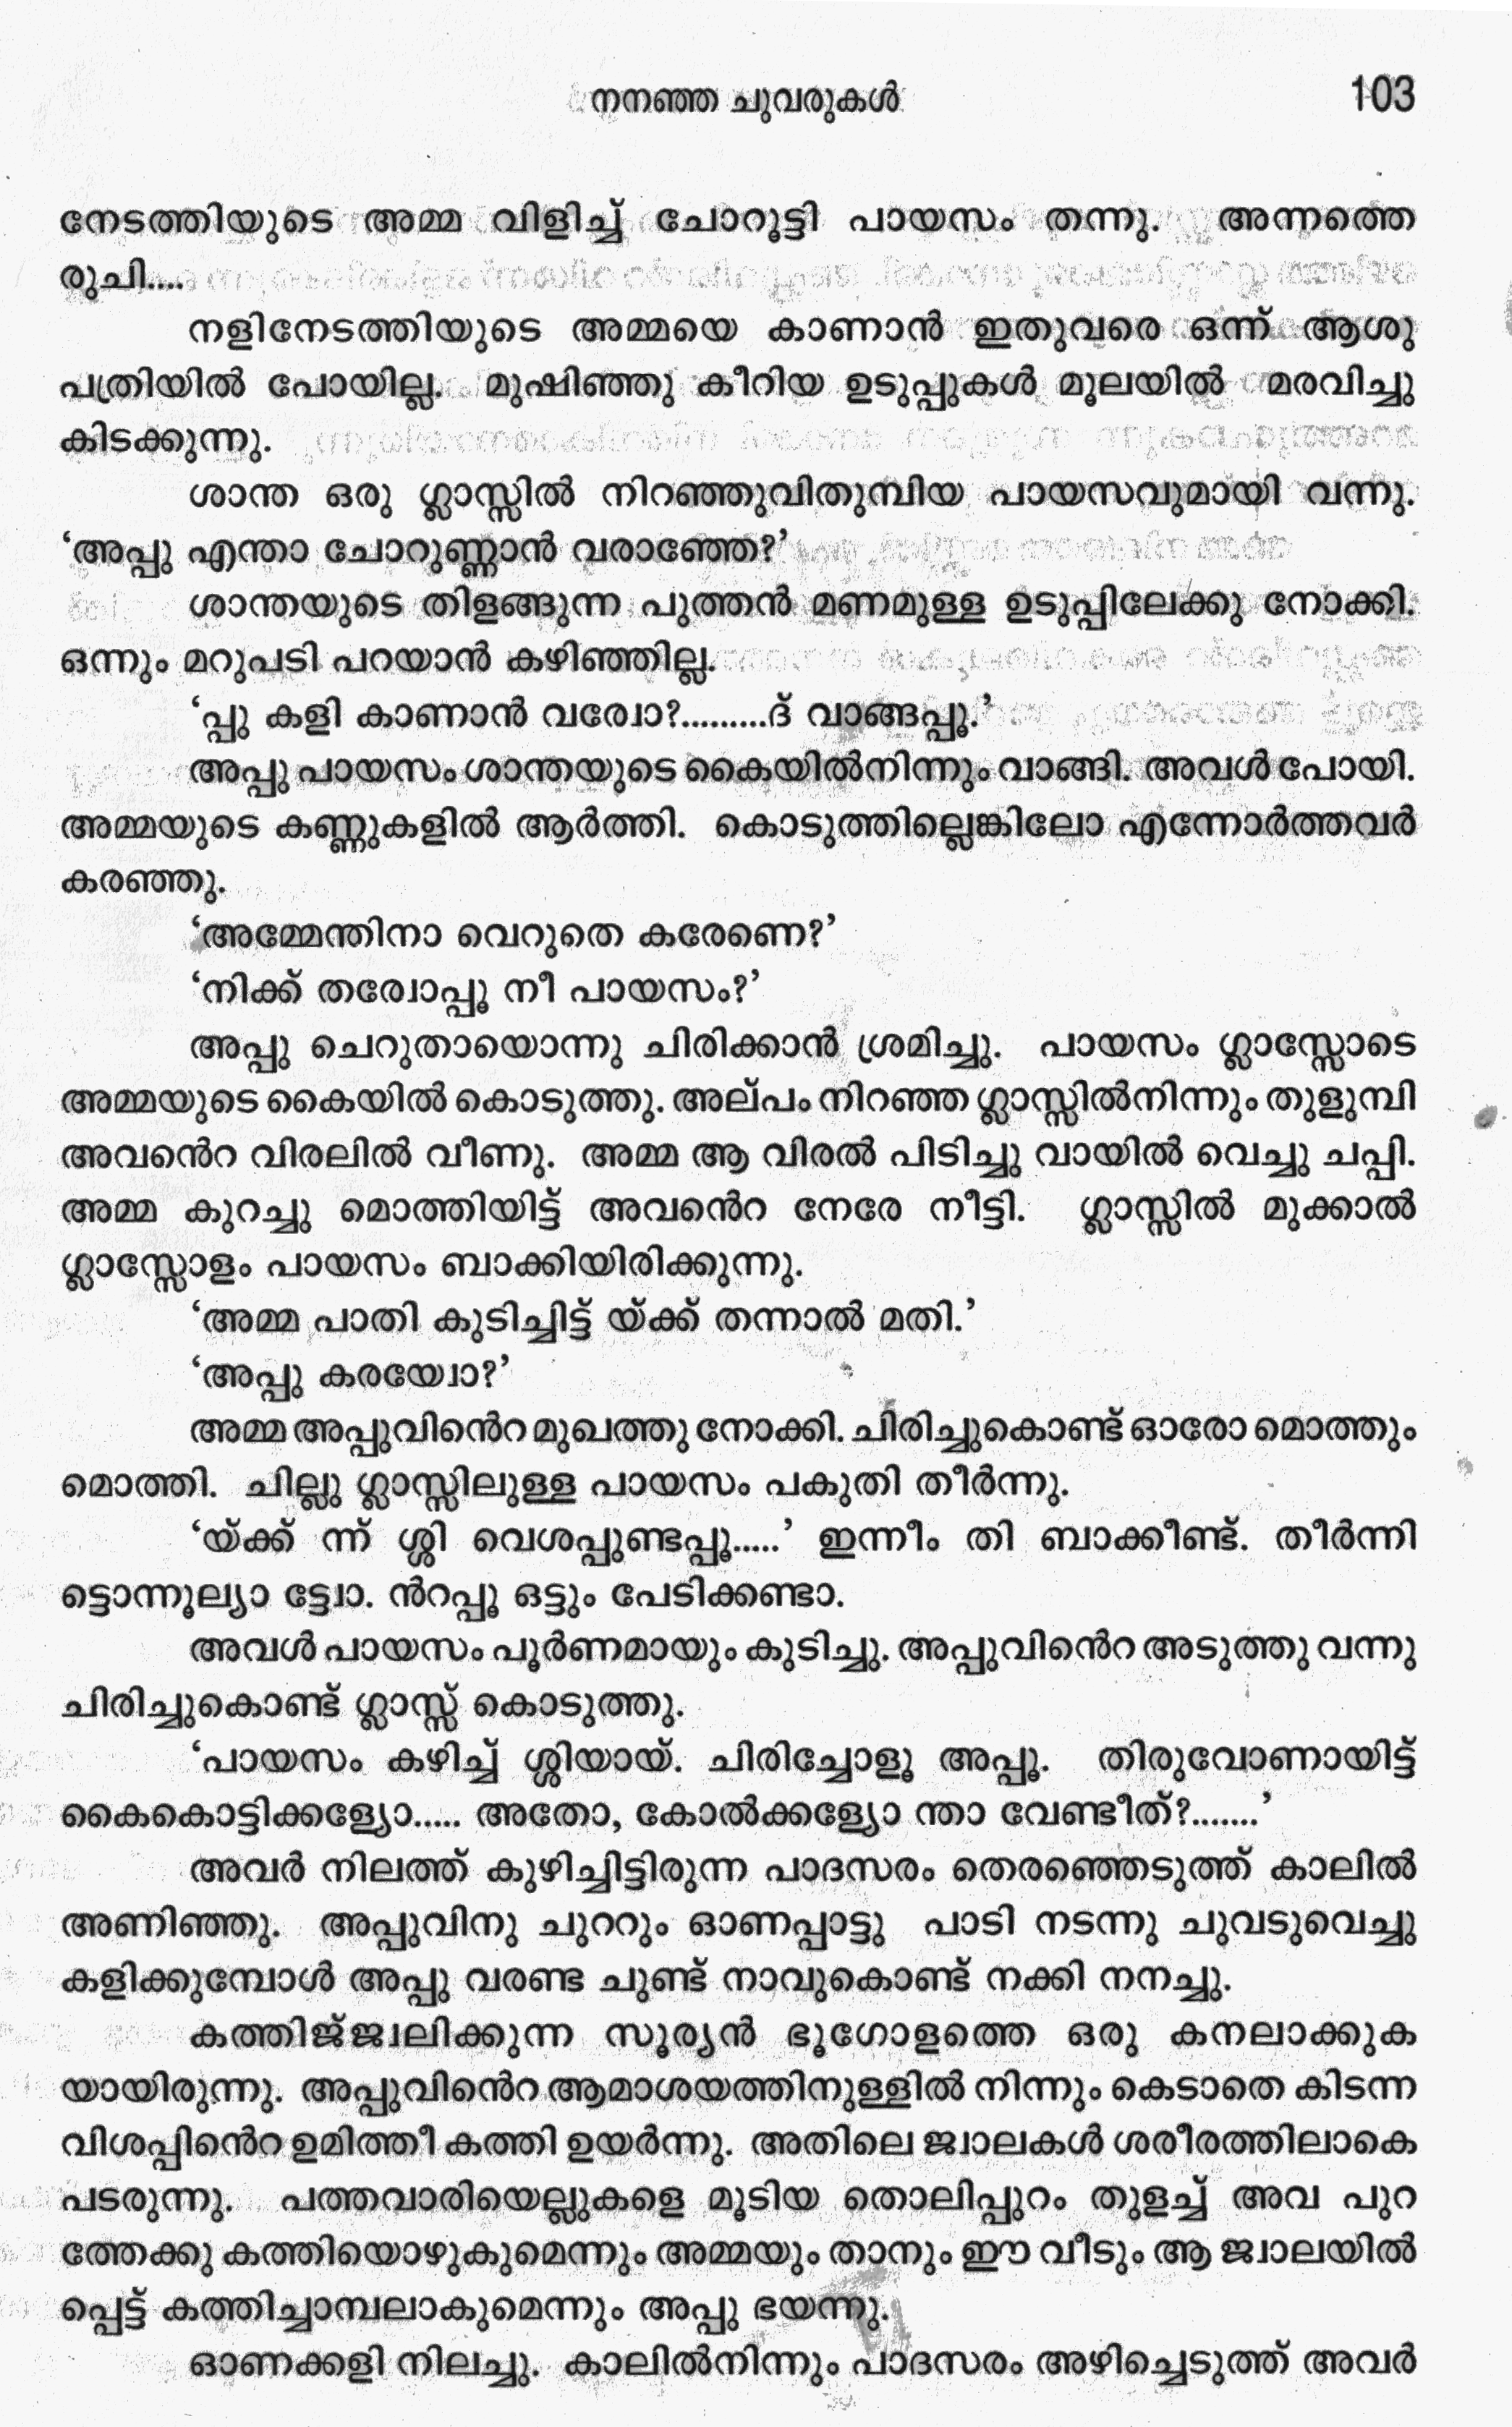 നനഞ്ഞ ചുവരുകൾ 103
നേടത്തിയുടെ അമ്മ വിളിച്ച് ചോറൂട്ടി പായസം തന്നു. അന്നത്തെ
രുചി....
നളിനേടത്തിയുടെ അമ്മയെ കാണാൻ ഇതുവരെ ഒന്ന് ആശു
പത്രിയിൽ പോയില്ല. മുഷിഞ്ഞു കീറിയ ഉടുപ്പുകൾ മൂലയിൽ മരവിച്ചു
കിടക്കുന്നു.
ശാന്ത ഒരു ഗ്ലാസ്സിൽ നിറഞ്ഞുവിതുമ്പിയ പായസവുമായി വന്നു.
‘അപ്പു എന്താ ചോറുണ്ണാൻ വരാഞ്ഞേ?’
ശാന്തയുടെ തിളങ്ങുന്ന പുത്തൻ മണമുള്ള ഉടുപ്പിലേക്കു നോക്കി.
ഒന്നും മറുപടി പറയാൻ കഴിഞ്ഞില്ല.
‘പ്പു കളി കാണാൻ വര്വോ?.........ദ് വാങ്ങപ്പൂ.’
അപ്പു പായസം ശാന്തയുടെ കൈയിൽനിന്നും വാങ്ങി. അവൾ പോയി.
അമ്മയുടെ കണ്ണുകളിൽ ആർത്തി. കൊടുത്തില്ലെങ്കിലോ എന്നോർത്തവർ
കരഞ്ഞു.
‘അമ്മേന്തിനാ വെറുതെ കരേണെ?’
‘നിക്ക് തര്വോപ്പൂ നീ പായസം?’
അപ്പു ചെറുതായൊന്നു ചിരിക്കാൻ ശ്രമിച്ചു. പായസം ഗ്ലാസ്സോടെ
അമ്മയുടെ കൈയിൽ കൊടുത്തു. അല്പം നിറഞ്ഞ ഗ്ലാസ്സിൽനിന്നും തുളുമ്പി
അവൻെറ വിരലിൽ വീണു. അമ്മ ആ വിരൽ പിടിച്ചു വായിൽ വെച്ചു ചപ്പി.
അമ്മ കുറച്ചു മൊത്തിയിട്ട് അവൻെറ നേരേ നീട്ടി. ഗ്ലാസ്സിൽ മുക്കാൽ
ഗ്ലാസ്സോളം പായസം ബാക്കിയിരിക്കുന്നു.
‘അമ്മ പാതി കുടിച്ചിട്ട് യ്ക്ക് തന്നാൽ മതി.’
‘അപ്പു കരയ്വോ?’
അമ്മ അപ്പുവിൻെറ മുഖത്തു നോക്കി. ചിരിച്ചുകൊണ്ട് ഓരോ മൊത്തും
മൊത്തി. ചില്ലു ഗ്ലാസ്സിലുള്ള പായസം പകുതി തീർന്നു.
‘യ്ക്ക് ന്ന് ശ്ശി വെശപ്പുണ്ടപ്പൂ.....’ ഇന്നീം തി ബാക്കീണ്ട്. തീർന്നി
ട്ടൊന്നൂല്യാ ട്ട്വോ. ൻറപ്പൂ ഒട്ടും പേടിക്കണ്ടാ.
അവൾ പായസം പൂർണമായും കുടിച്ചു. അപ്പുവിൻെറ അടുത്തു വന്നു
ചിരിച്ചുകൊണ്ട് ഗ്ലാസ്സ് കൊടുത്തു.
‘പായസം കഴിച്ച് ശ്ശിയായ്. ചിരിച്ചോളൂ അപ്പൂ. തിരുവോണായിട്ട്
കൈകൊട്ടിക്കള്യോ..... അതോ, കോൽക്കള്യോ ന്താ വേണ്ടീത്?.......’
അവർ നിലത്ത് കുഴിച്ചിട്ടിരുന്ന പാദസരം തെരഞ്ഞെടുത്ത് കാലിൽ
അണിഞ്ഞു. അപ്പുവിനു ചുററും ഓണപ്പാട്ടു പാടി നടന്നു ചുവടുവെച്ചു
കളിക്കുമ്പോൾ അപ്പു വരണ്ട ചുണ്ട് നാവുകൊണ്ട് നക്കി നനച്ചു.
കത്തിജ്ജ്വലിക്കുന്ന സൂര്യൻ ഭൂഗോളത്തെ ഒരു കനലാക്കുക
യായിരുന്നു. അപ്പുവിൻെറ ആമാശയത്തിനുള്ളിൽ നിന്നും കെടാതെ കിടന്ന
വിശപ്പിൻെറ ഉമിത്തീ കത്തി ഉയർന്നു. അതിലെ ജ്വാലകൾ ശരീരത്തിലാകെ
പടരുന്നു. പത്തവാരിയെല്ലുകളെ മൂടിയ തൊലിപ്പുറം തുളച്ച് അവ പുറ
ത്തേക്കു കത്തിയൊഴുകുമെന്നും അമ്മയും താനും ഈ വീടും ആ ജ്വാലയിൽ
പ്പെട്ട് കത്തിച്ചാമ്പലാകുമെന്നും അപ്പു ഭയന്നു.
ഓണക്കളി നിലച്ചു. കാലിൽനിന്നും പാദസരം അഴിച്ചെടുത്ത് അവർ